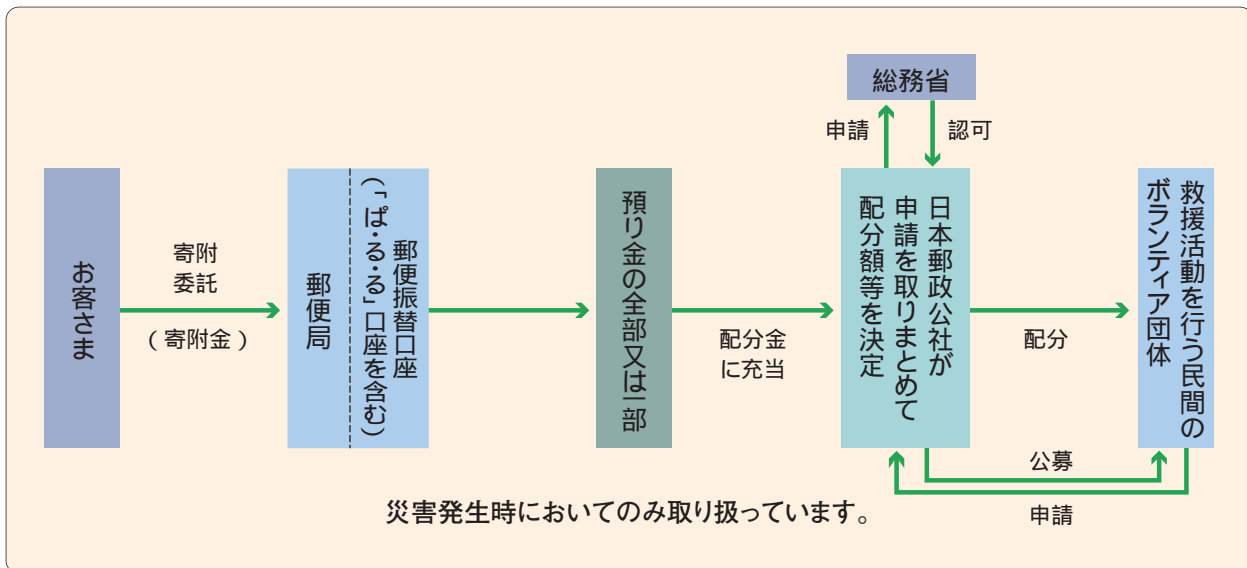 総務省
申請
認可
お客さま
寄附
委託
(寄附金)
郵便振替口座
(「ぱ・る・る」口座を含む)
郵便局
預り金の全部又は一部
配分金
に充当
日本郵政公社が
申請を取りまとめて
配分額等を決定
配分
救援活動を行う民間の
ボランティア団体
公募
申請
災害発生時においてのみ取り扱っています。